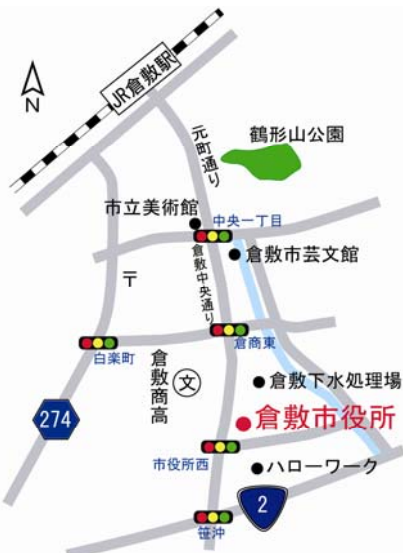 JR倉敷駅
N
元町通り
鶴形山公園
市立美術館
中央一丁目
倉敷市芸文館
倉敷中央通り
〒
倉商東
白楽町
倉敷商高
文
倉敷下水処理場
274
倉敷市役所
市役所西
ハローワーク
2
笹沖